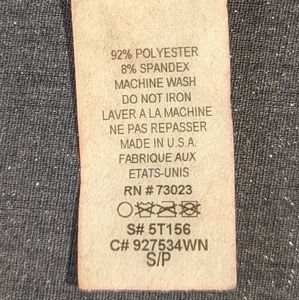 92% POLYESTER
8% SPANDEX
MACHINE WASH
DO NOT IRON
LAVER À LA MACHINE
NE PAS REPASSER
MADE IN U.S.A.
FABRIQUE AUX
ETATS-UNIS
RN # 73023
S# 5T156
C# 927534WN
S/P